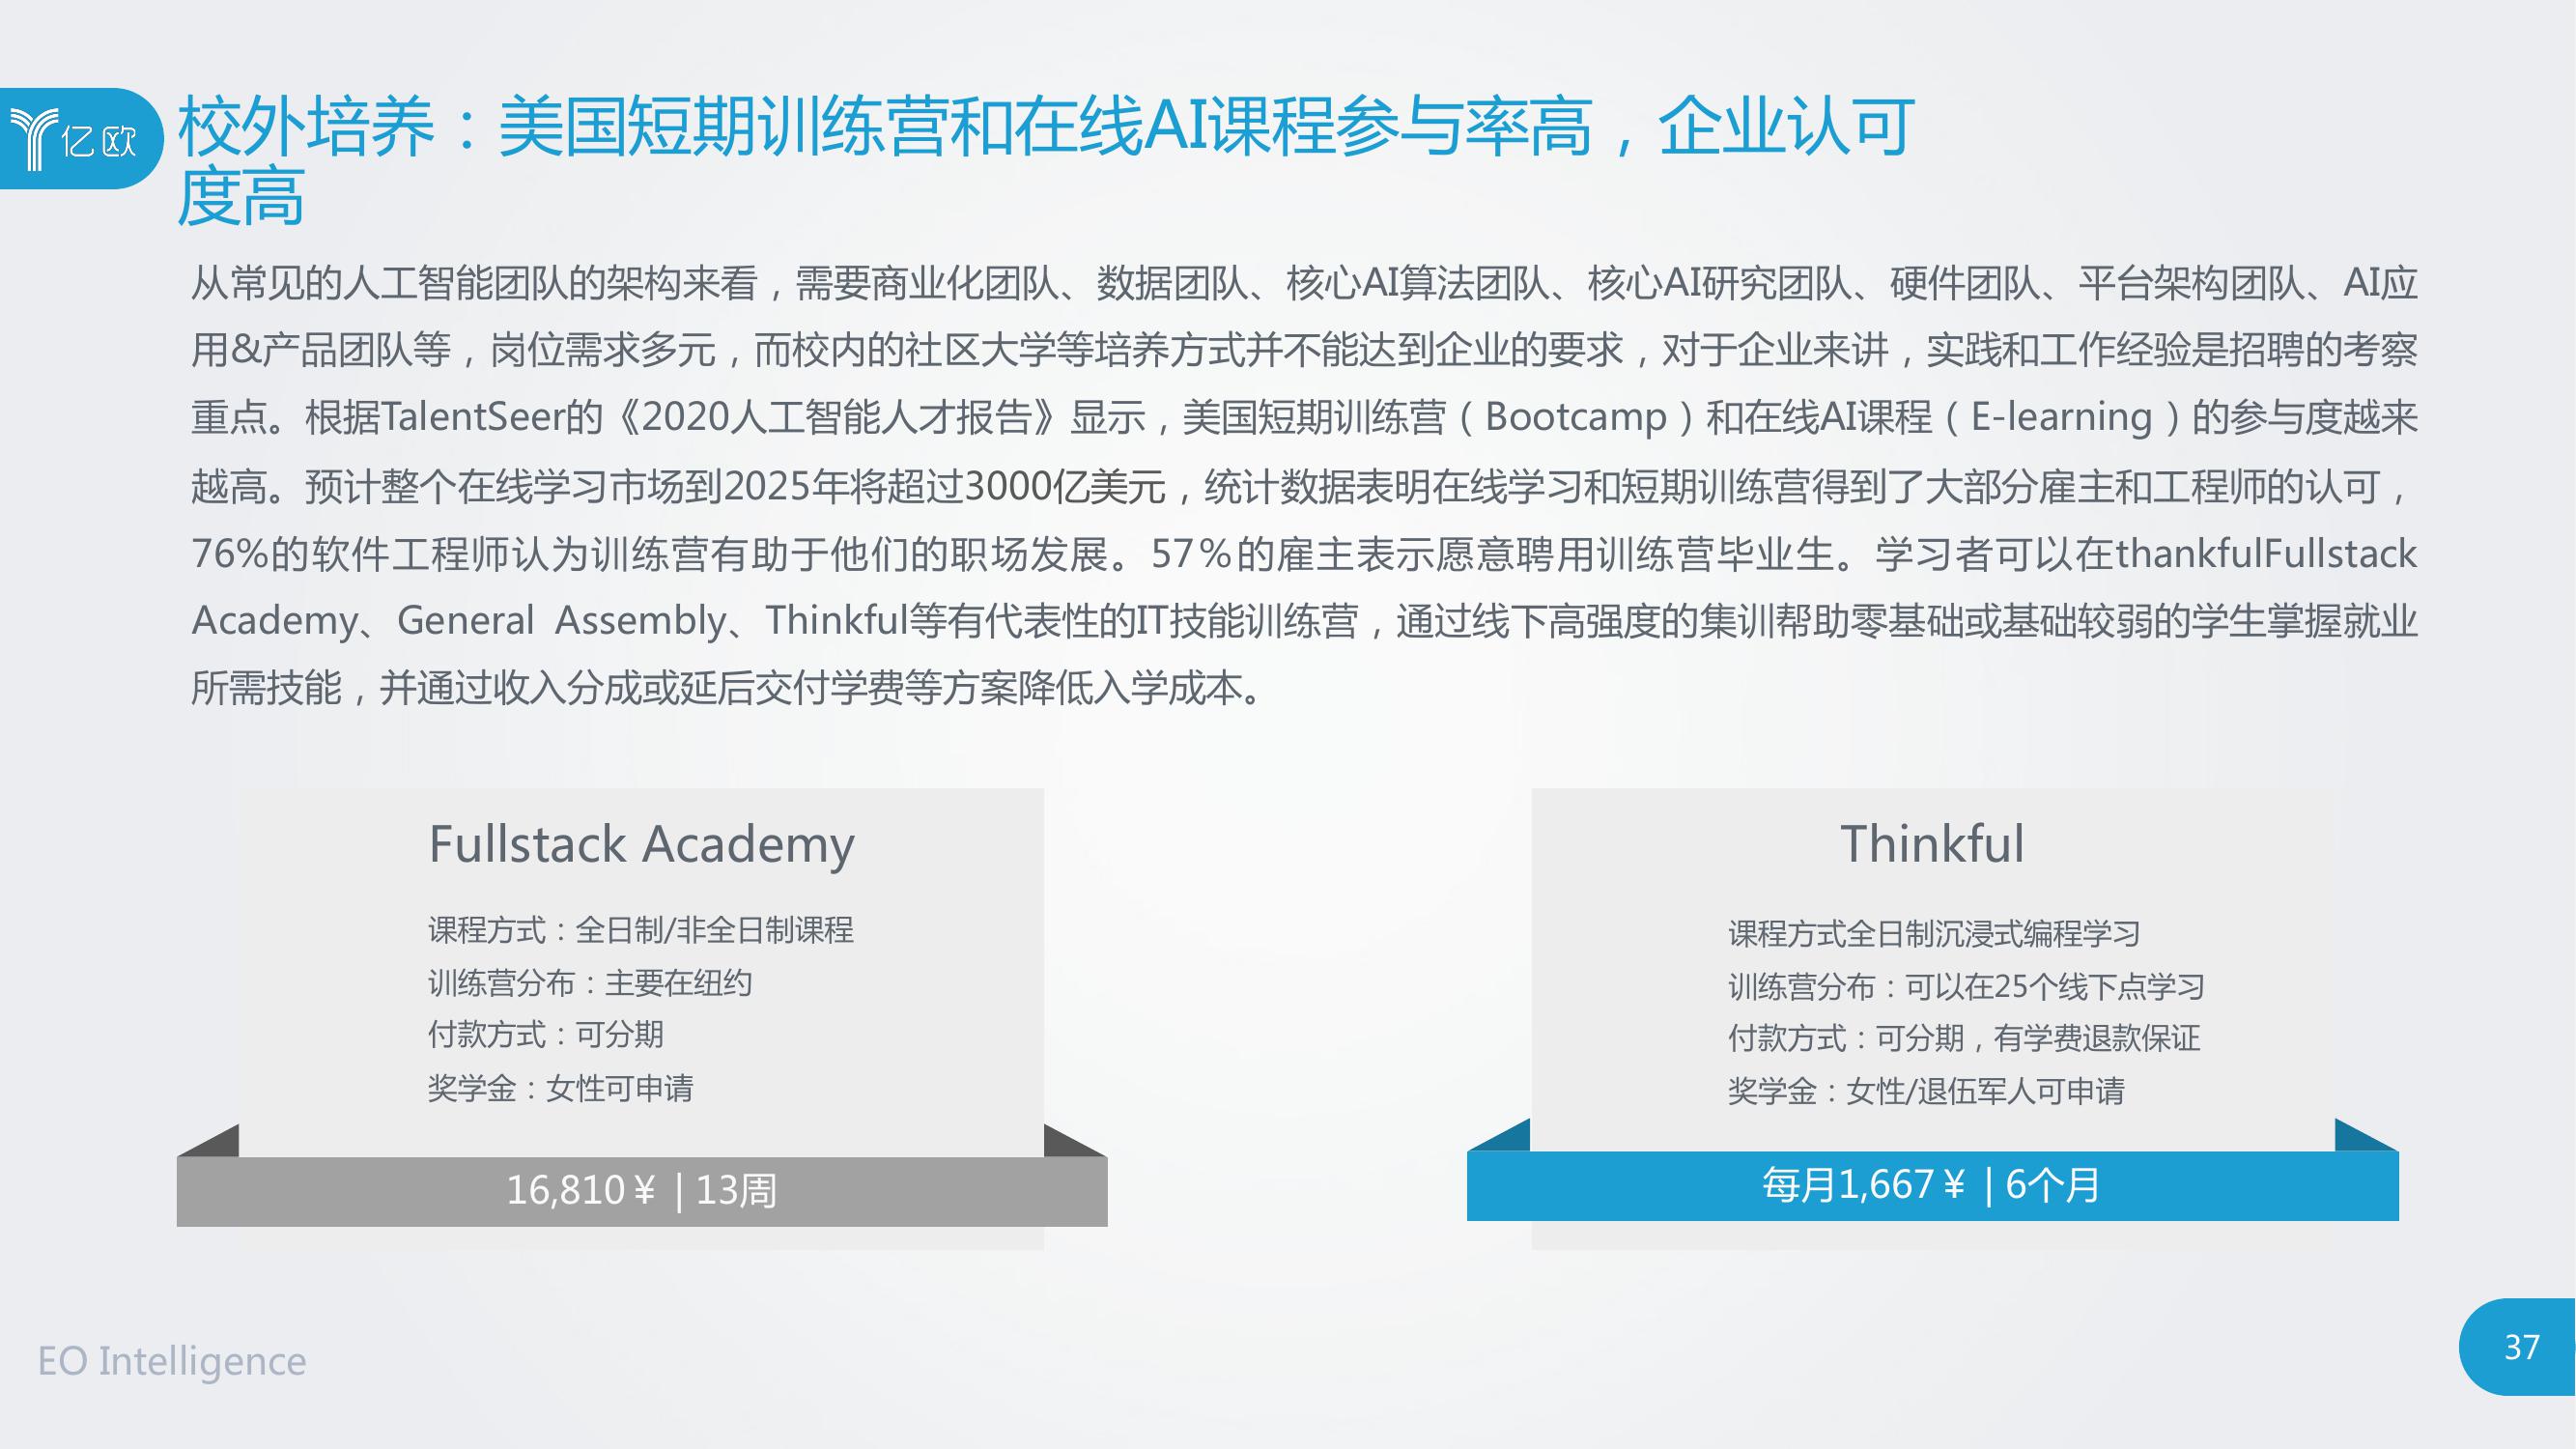 亿欧
校外培养：美国短期训练营和在线AI课程参与率高，企业认可
度高
从常见的人工智能团队的架构来看，需要商业化团队、数据团队、核心AI算法团队、核心AI研究团队、硬件团队、平台架构团队、AI应
用&产品团队等，岗位需求多元，而校内的社区大学等培养方式并不能达到企业的要求，对于企业来讲，实践和工作经验是招聘的考察
重点。根据TalentSeer的《2020人工智能人才报告》显示，美国短期训练营（Bootcamp）和在线AI课程（E-learning）的参与度越来
越高。预计整个在线学习市场到2025年将超过3000亿美元，统计数据表明在线学习和短期训练营得到了大部分雇主和工程师的认可，
76%的软件工程师认为训练营有助于他们的职场发展。57％的雇主表示愿意聘用训练营毕业生。学习者可以在thankfulFullstack
Academy、General Assembly、Thinkful等有代表性的IT技能训练营，通过线下高强度的集训帮助零基础或基础较弱的学生掌握就业
所需技能，并通过收入分成或延后交付学费等方案降低入学成本。
Fullstack Academy
课程方式：全日制/非全日制课程
训练营分布：主要在纽约
付款方式：可分期
奖学金：女性可申请
16,810￥ | 13周
Thinkful
课程方式全日制沉浸式编程学习
训练营分布：可以在25个线下点学习
付款方式：可分期，有学费退款保证
奖学金：女性/退伍军人可申请
每月1,667￥ | 6个月
EO Intelligence
37